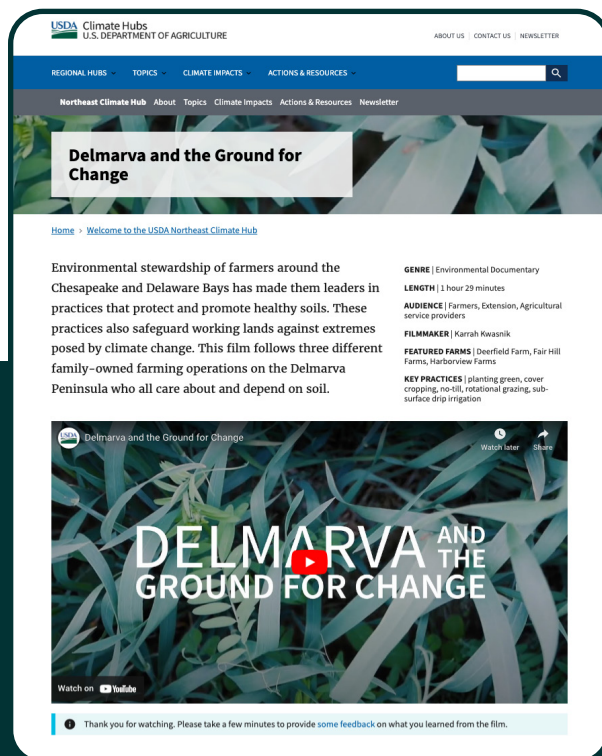 USDA Climate Hubs
U.S. DEPARTMENT OF AGRICULTURE
ABOUT US | CONTACT US | NEWSLETTER
REGIONAL HUBS TOPICS CLIMATE IMPACTS ACTIONS & RESOURCES
Northeast Climate Hub About Topics Climate Impacts Actions & Resources Newsletter
Delmarva and the Ground for
Change
Home > Welcome to the USDA Northeast Climate Hub
Environmental stewardship of farmers around the
Chesapeake and Delaware Bays has made them leaders in
practices that protect and promote healthy soils. These
practices also safeguard working lands against extremes
posed by climate change. This film follows three different
family-owned farming operations on the Delmarva
Peninsula who all care about and depend on soil.
GENRE | Environmental Documentary
LENGTH | 1 hour 29 minutes
AUDIENCE | Farmers, Extension, Agricultural
service providers
FILMMAKER | Karrah Kwasnik
FEATURED FARMS | Deerfield Farm, Fair Hill
Farms, Harborview Farms
KEY PRACTICES | planting green, cover
cropping, no-till, rotational grazing, sub-
surface drip irrigation
USDA Delmarva and the Ground for Change
Watch later Share
DELMARVA AND THE
GROUND FOR CHANGE
Watch on YouTube
Thank you for watching. Please take a few minutes to provide some feedback on what you learned from the film.